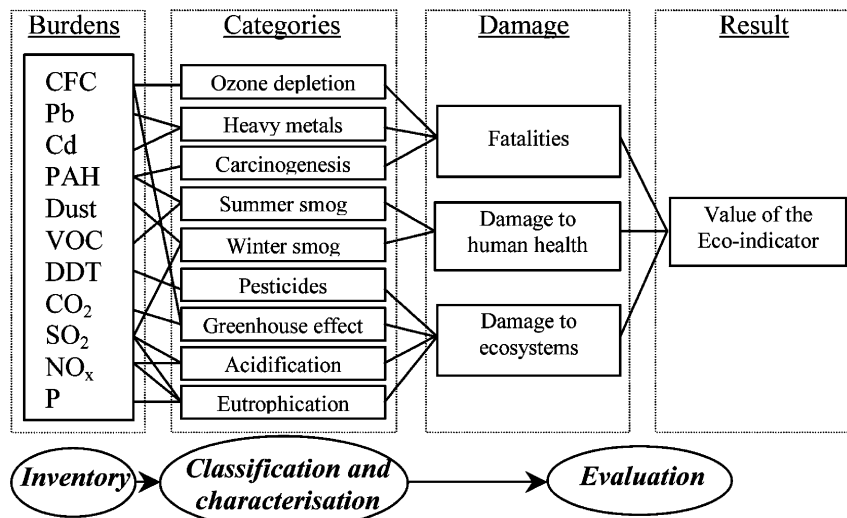 Burdens
Categories
Damage
Result
CFC
Pb
Cd
PAH
Dust
VOC
DDT
CO₂
SO₂
NOₓ
P
Ozone depletion
Heavy metals
Carcinogenesis
Summer smog
Winter smog
Pesticides
Greenhouse effect
Acidification
Eutrophication
Fatalities
Damage to
human health
Damage to
ecosystems
Value of the
Eco-indicator
Inventory
Classification and
characterisation
Evaluation